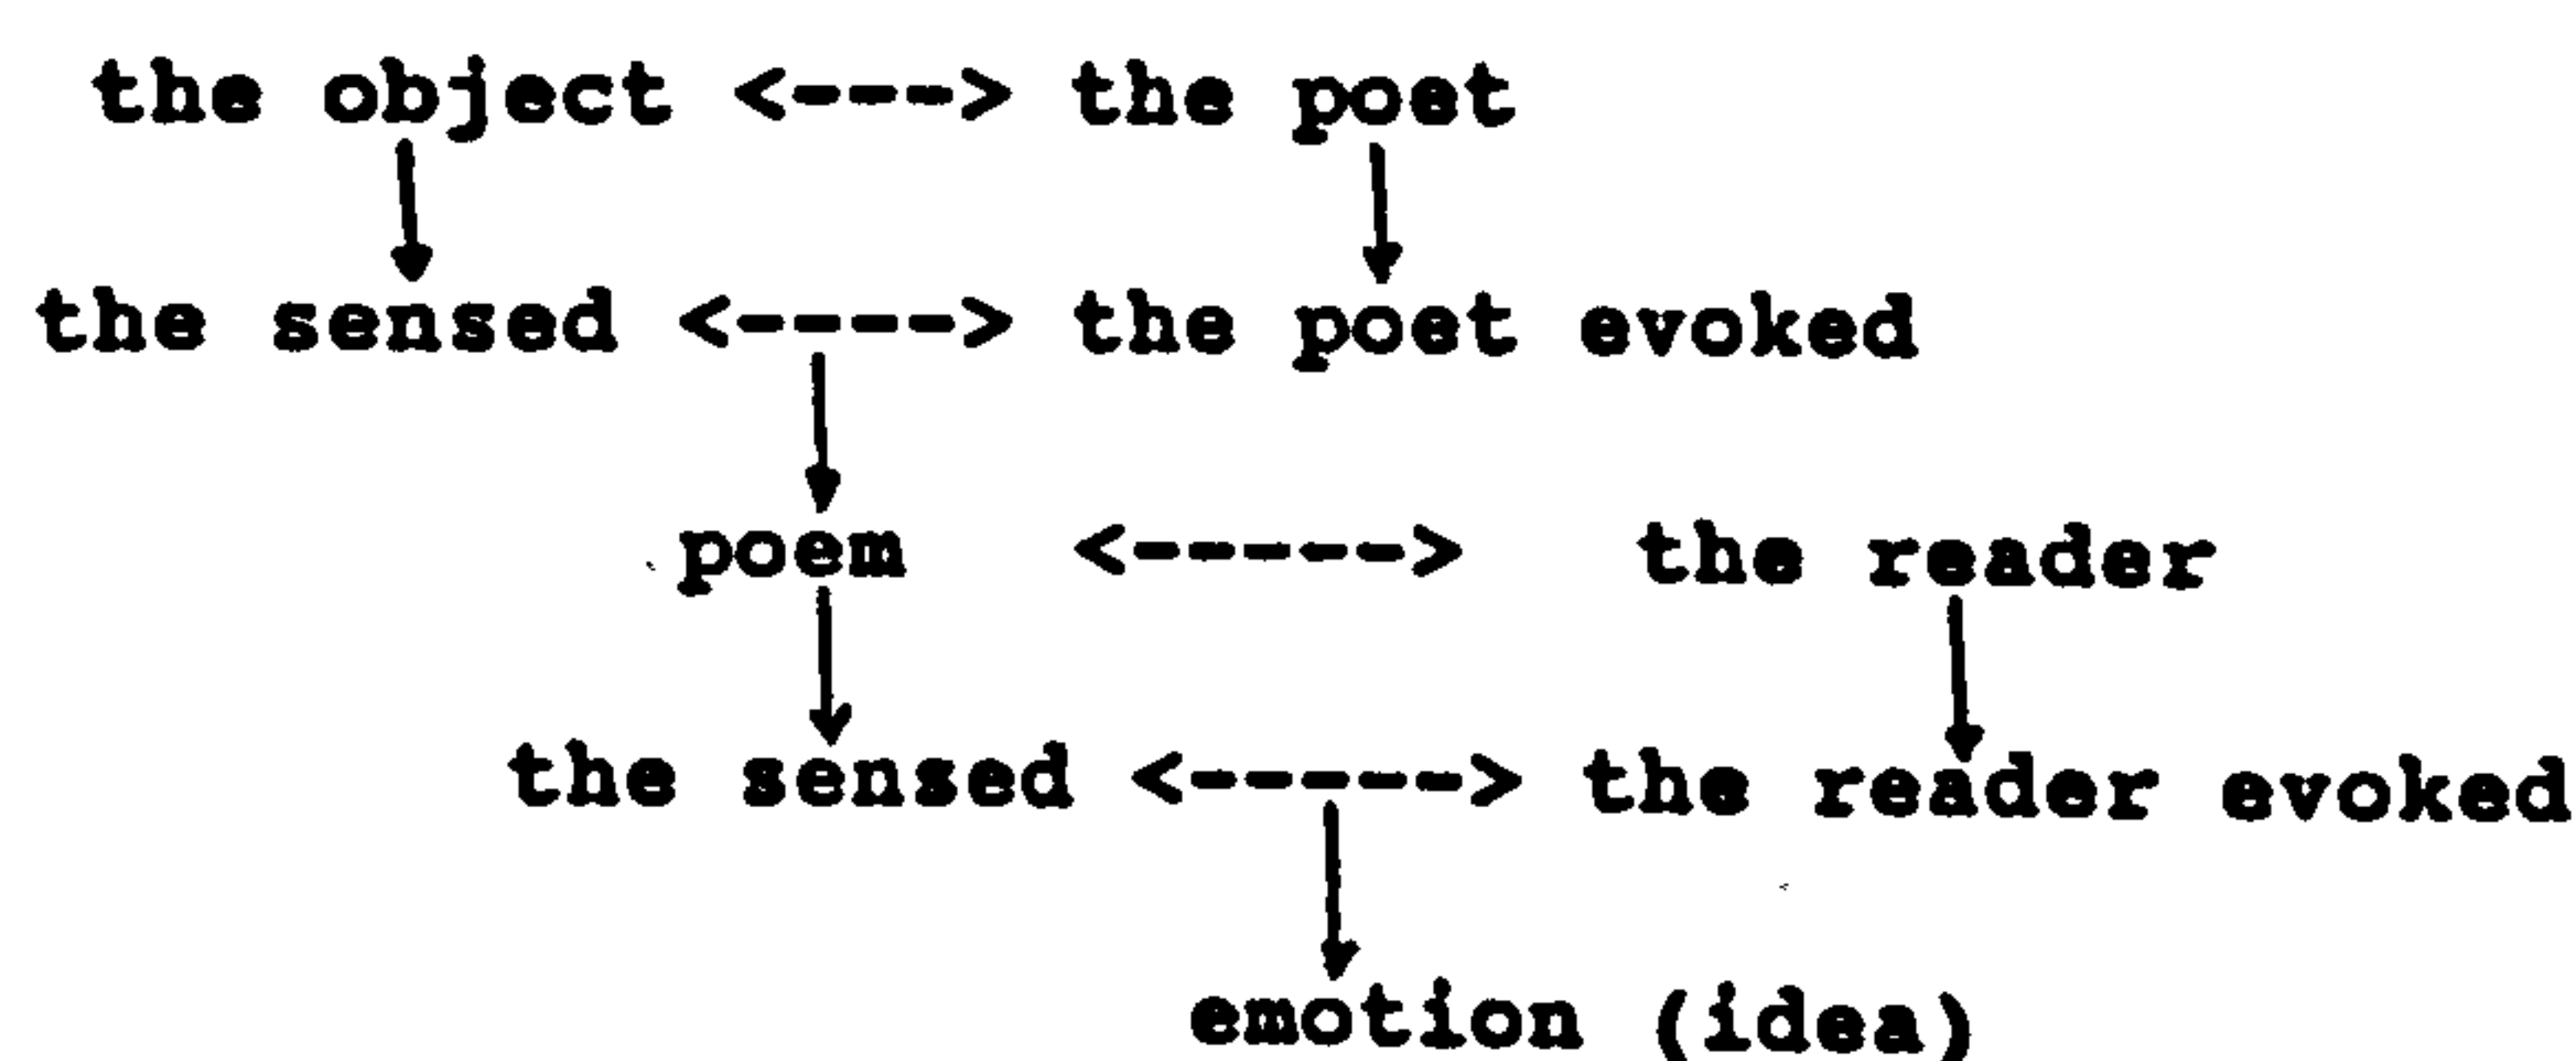 the object <---> the poet
the sensed <----> the poet evoked
poem <-----> the reader
the sensed <-----> the reader evoked
emotion (idea)